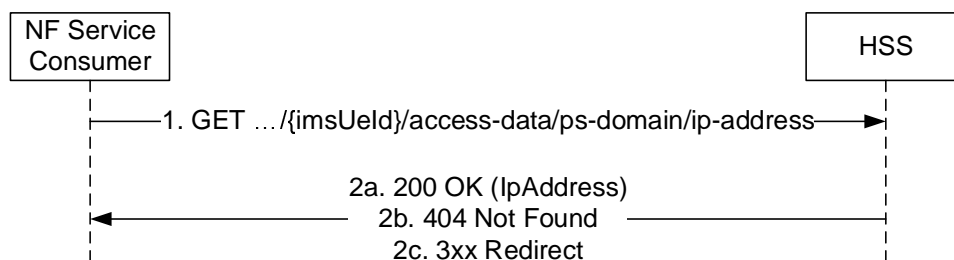 NF Service
Consumer
HSS
1. GET …/{imsUeId}/access-data/ps-domain/ip-address
2a. 200 OK (IpAddress)
2b. 404 Not Found
2c. 3xx Redirect